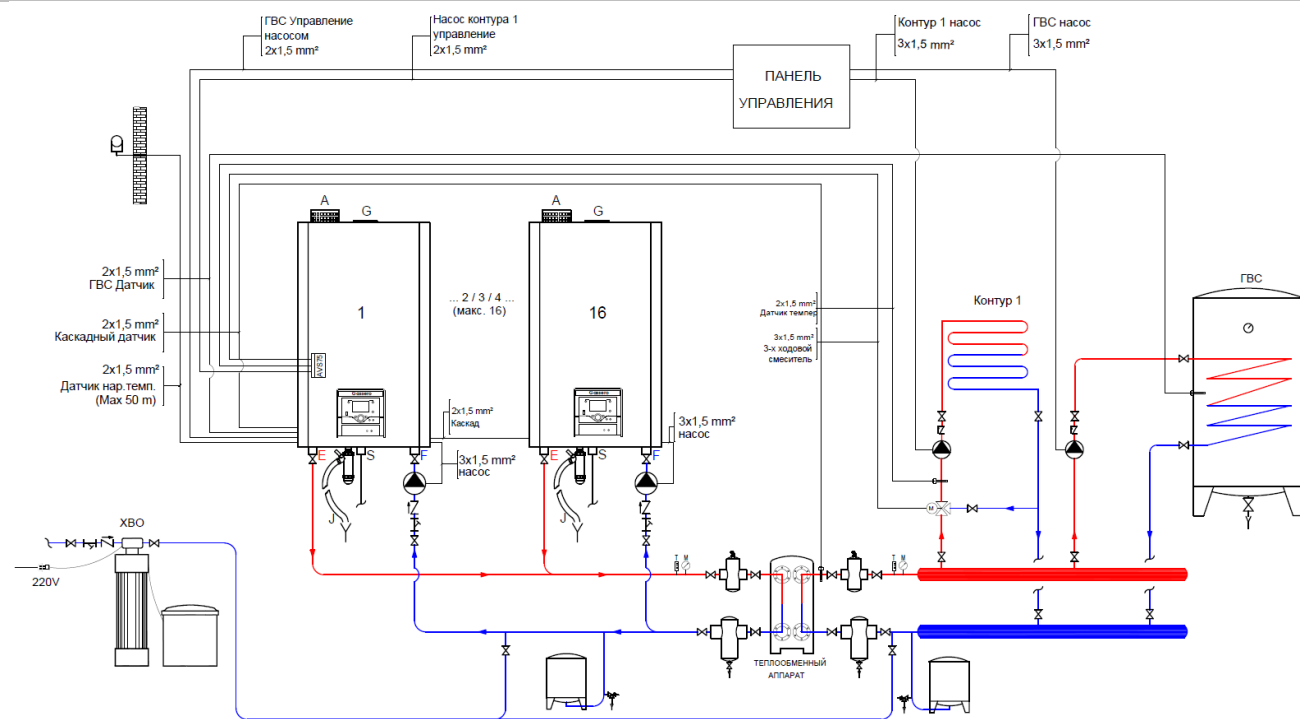 ГВС Управление
насосом
2x1,5 mm²
Насос контура 1
управление
2x1,5 mm²
Контур 1 насос
3x1,5 mm²
ГВС насос
3x1,5 mm²
ПАНЕЛЬ
УПРАВЛЕНИЯ
A
G
A
G
2x1,5 mm²
ГВС Датчик
2x1,5 mm²
Каскадный датчик
2x1,5 mm²
Датчик нар.темп.
(Max 50 m)
1
... 2 / 3 / 4 ...
(макс. 16)
16
AVS75
2x1,5 mm²
Датчик темпер
3x1,5 mm²
3-х ходовой
смеситель
Контур 1
ГВС
2x1,5 mm²
Каскад
3x1,5 mm²
насос
3x1,5 mm²
насос
E
S
F
E
S
F
J
J
M
ХВО
220V
T M
T M
ТЕПЛООБМЕННЫЙ
АППАРАТ